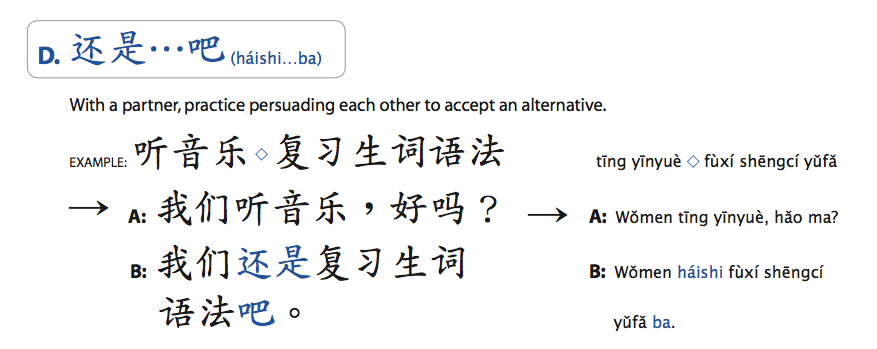 D. 还是…吧 (háishi…ba)
With a partner, practice persuading each other to accept an alternative.
EXAMPLE: 听音乐 ◇ 复习生词语法
tīng yīnyuè ◇ fùxí shēngcí yǔfǎ
→ A: 我们听音乐，好吗？
→ A: Wǒmen tīng yīnyuè, hǎo ma?
B: 我们还是复习生词
语法吧。
B: Wǒmen háishi fùxí shēngcí
yǔfǎ ba.